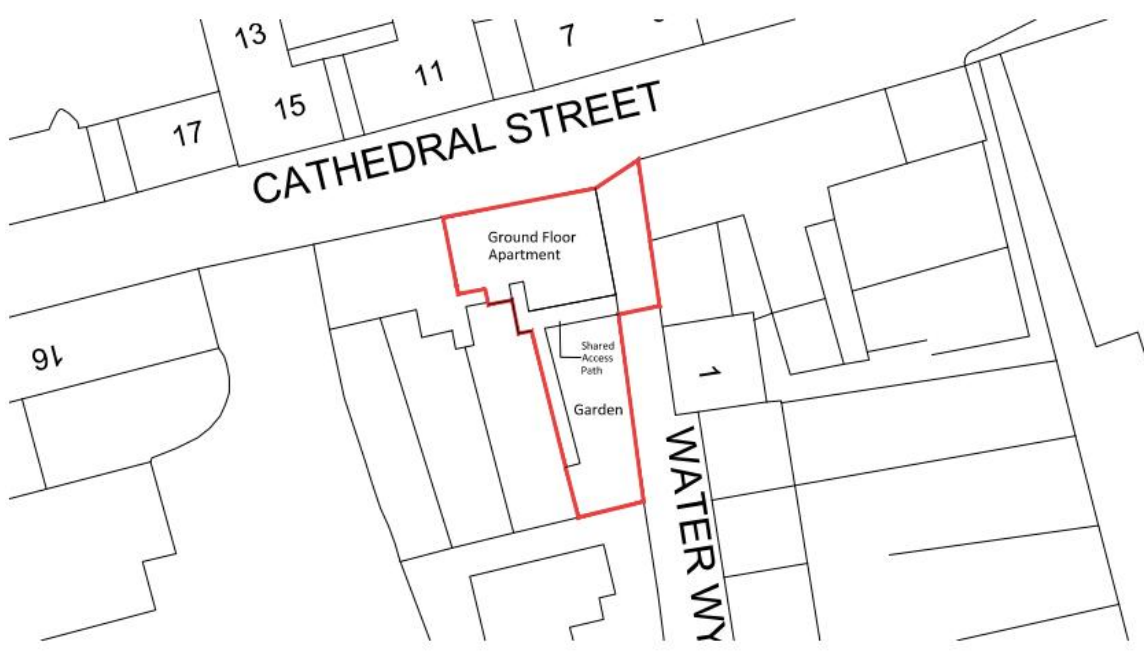 13
7
11
15
17
CATHEDRAL STREET
Ground Floor
Apartment
16
Shared
Access
Path
1
Garden
WATER WY